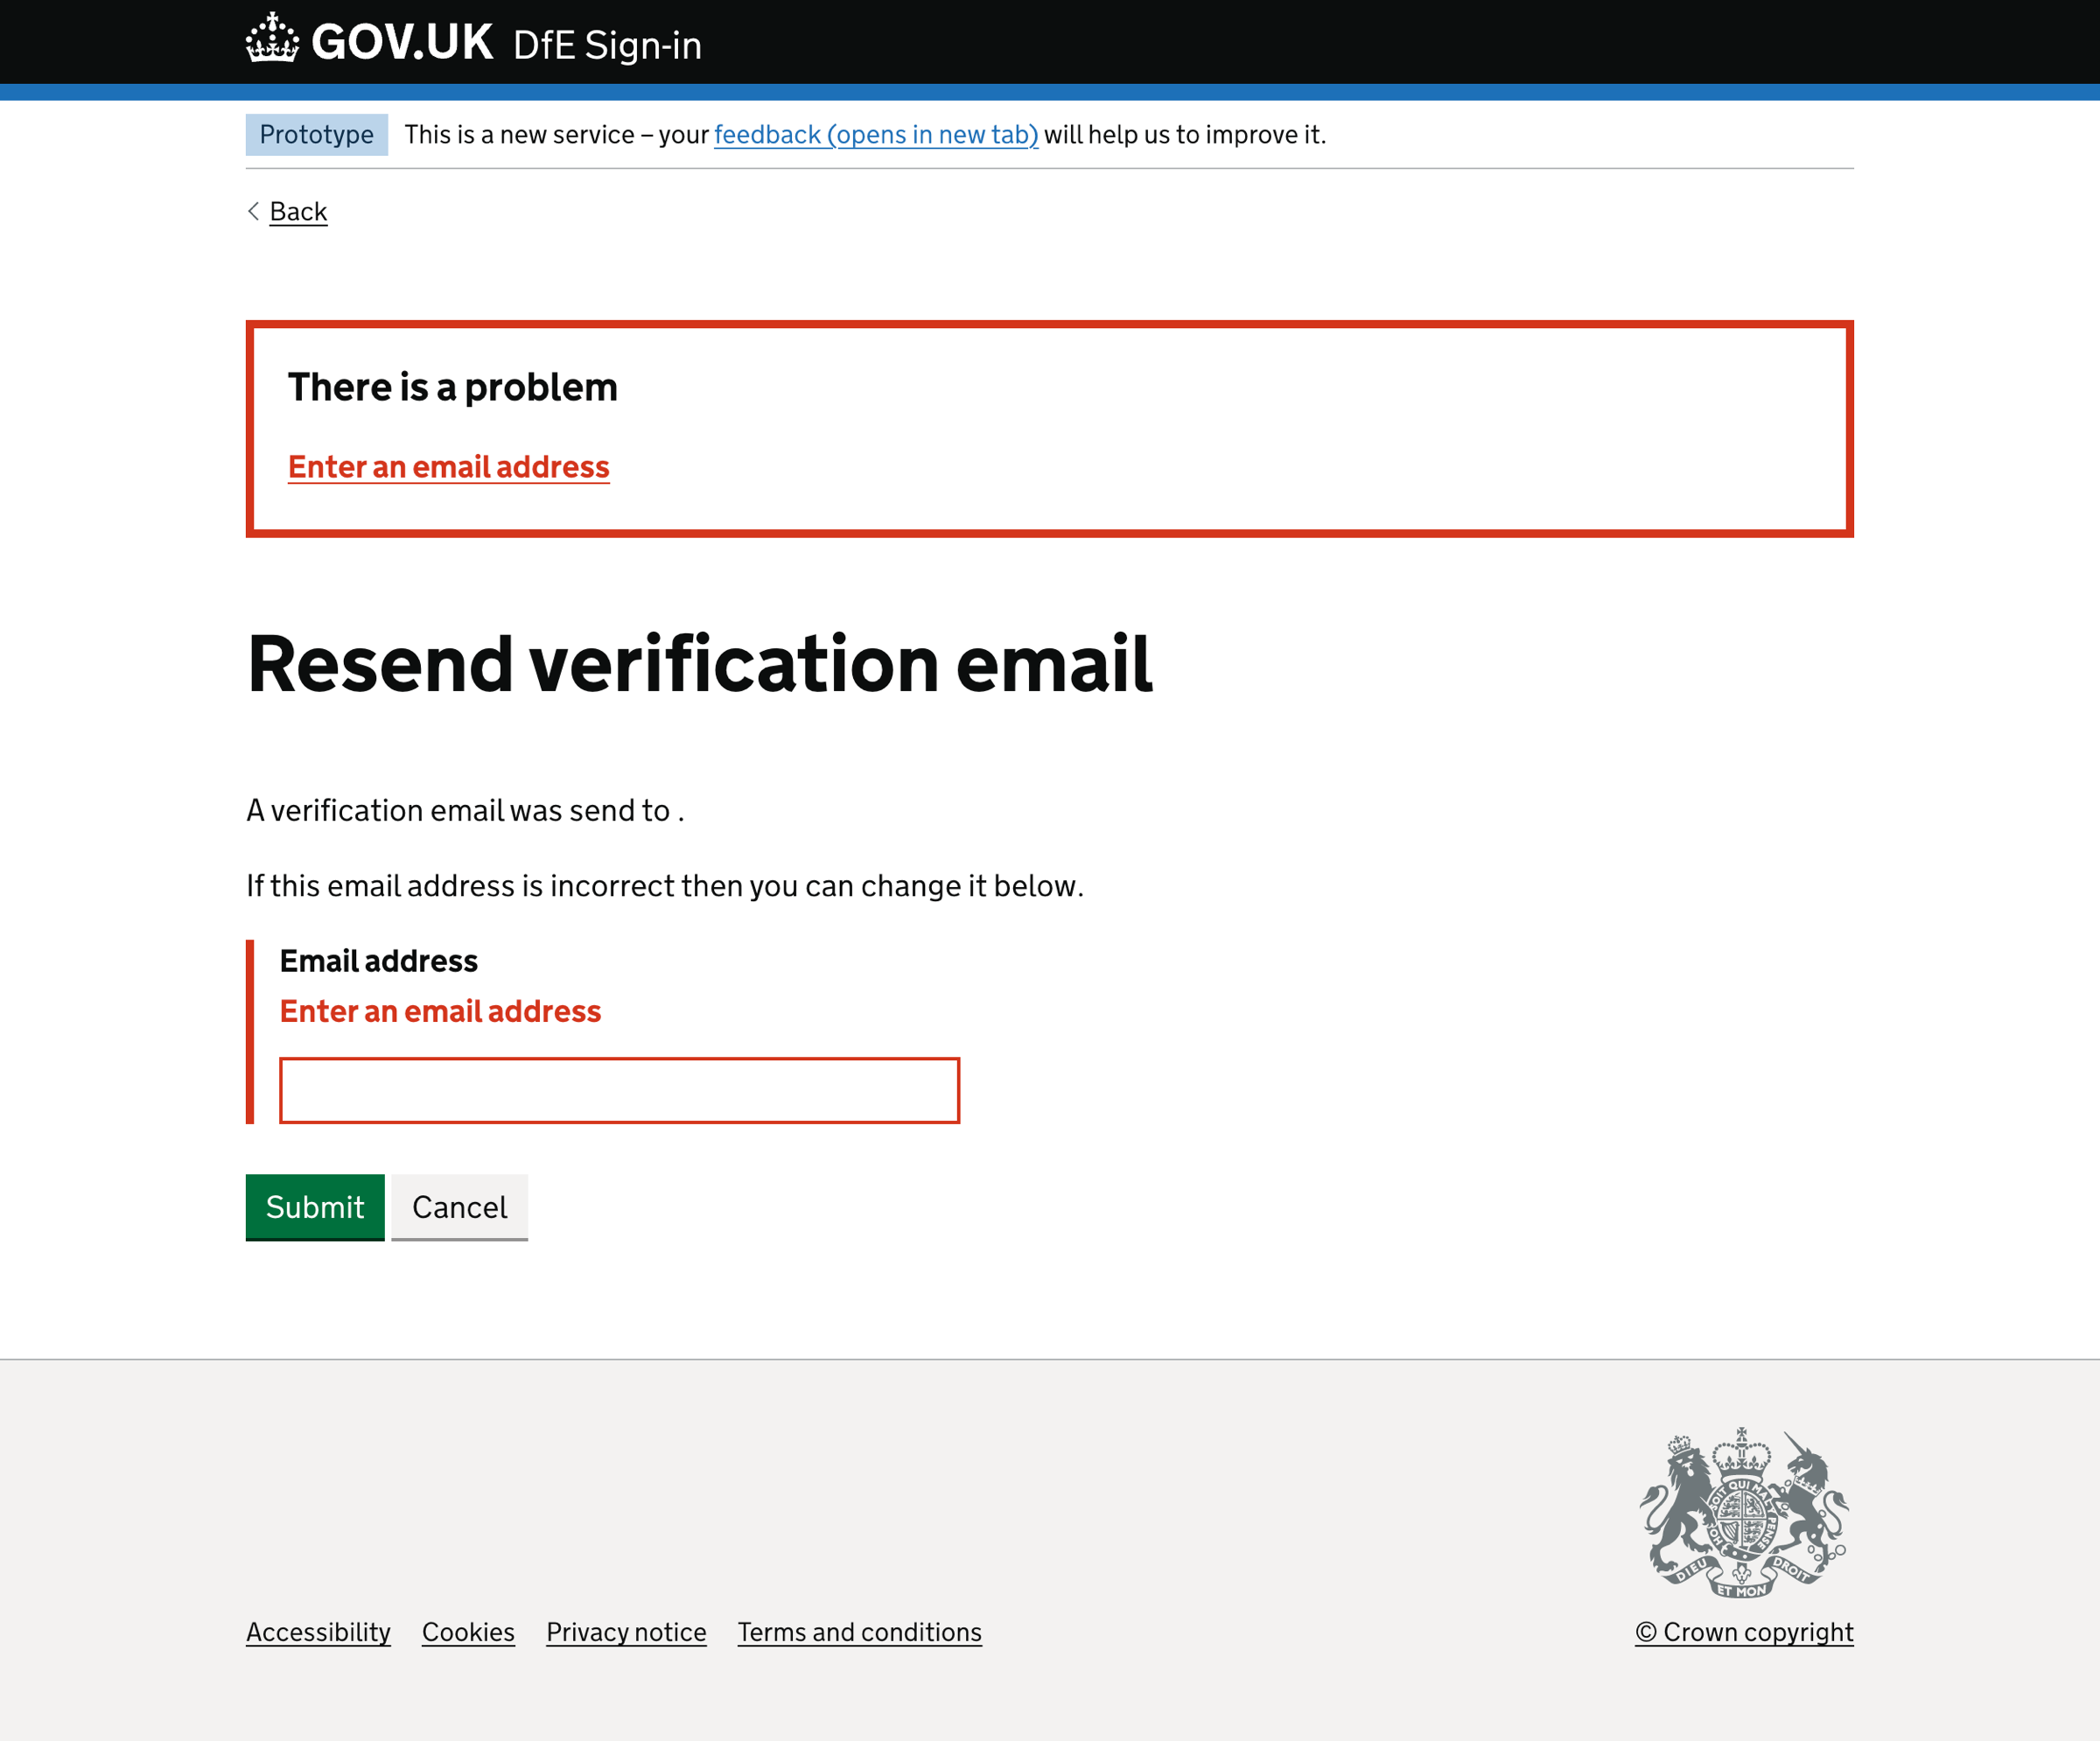 GOV.UK DfE Sign-in
Prototype This is a new service – your feedback (opens in new tab) will help us to improve it.
Back
There is a problem
Enter an email address
Resend verification email
A verification email was send to .
If this email address is incorrect then you can change it below.
Email address
Enter an email address
Submit Cancel
SOIT QUI MAL Y PENSE
HON
DIEU ET MON DROIT
Accessibility Cookies Privacy notice Terms and conditions © Crown copyright